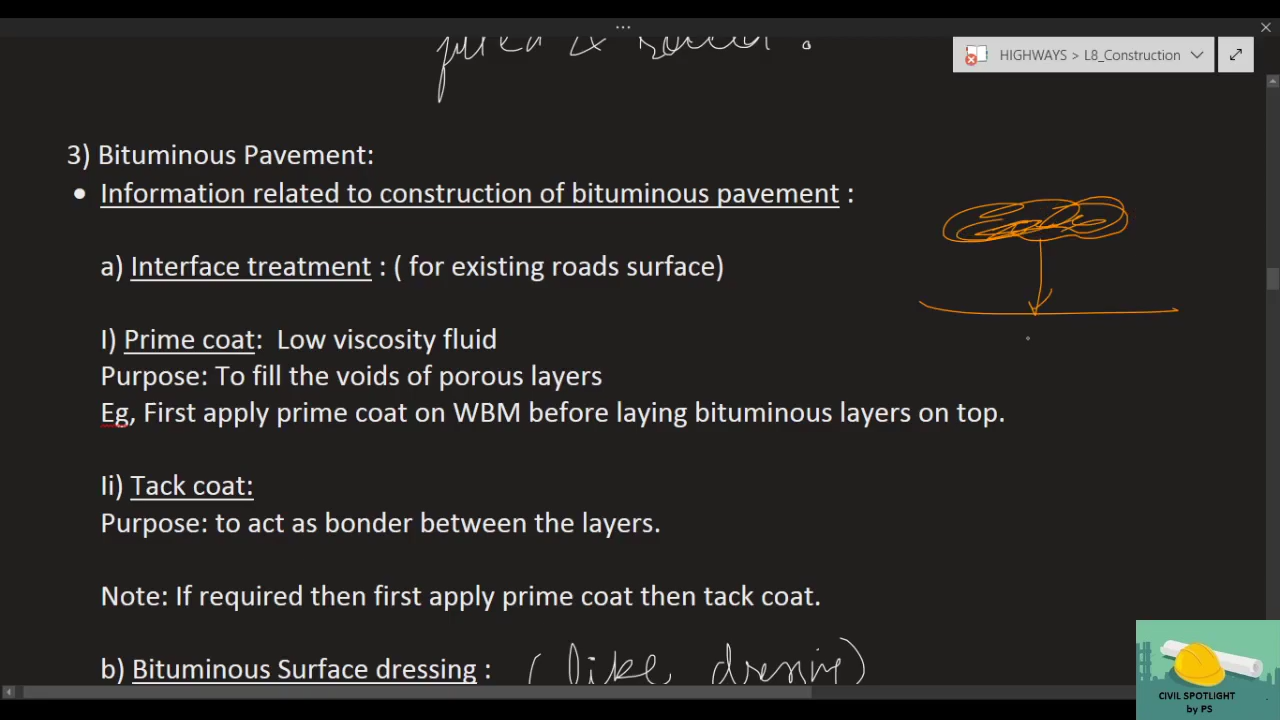 HIGHWAYS > L8_Construction
3) Bituminous Pavement:
• Information related to construction of bituminous pavement :
a) Interface treatment : ( for existing roads surface)
I) Prime coat: Low viscosity fluid
Purpose: To fill the voids of porous layers
Eg, First apply prime coat on WBM before laying bituminous layers on top.
Ii) Tack coat:
Purpose: to act as bonder between the layers.
Note: If required then first apply prime coat then tack coat.
b) Bituminous Surface dressing : (like, dressing)
CIVIL SPOTLIGHT
by PS